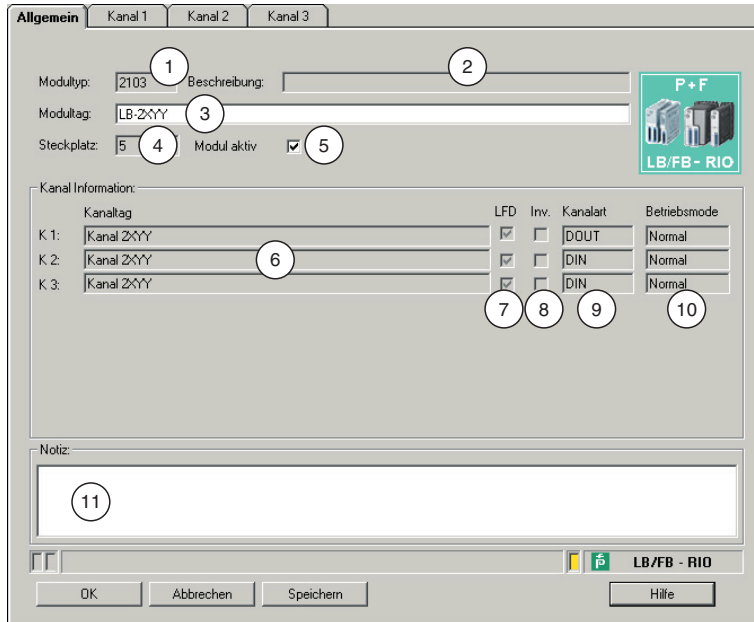 Allgemein Kanal 1 Kanal 2 Kanal 3
Modultyp: 2103 1 Beschreibung: 2
P+F
Modultag: LB-2XYY 3
Steckplatz: 5 4 Modul aktiv 5
LB/FB - RIO
Kanal Information:
Kanaltag LFD Inv. Kanalart Betriebsmode
K 1: Kanal 2XYY DOUT Normal
K 2: Kanal 2XYY 6 DIN Normal
K 3: Kanal 2XYY DIN Normal
7 8 9 10
Notiz:
11
LB/FB - RIO
OK Abbrechen Speichern Hilfe